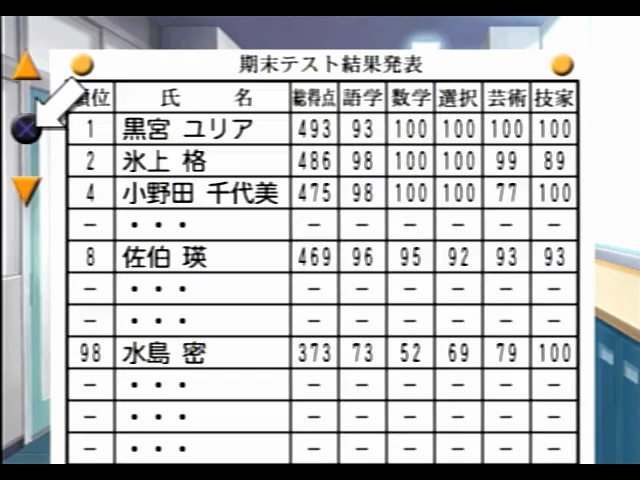 期末テスト結果発表
順位 氏 名 総得点 語学 数学 選択 芸術 技家
1 黒宮 ユリア 493 93 100 100 100 100
2 氷上 格 486 98 100 100 99 89
4 小野田 千代美 475 98 100 100 77 100
− ・・・ − − − − − −
8 佐伯 瑛 469 96 95 92 93 93
− ・・・ − − − − − −
− ・・・ − − − − − −
98 水島 密 373 73 52 69 79 100
− ・・・ − − − − − −
− ・・・ − − − − − −
− ・・・ − − − − − −